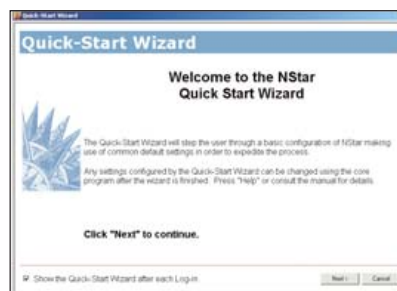 Quick-Start Wizard
Quick-Start Wizard
Welcome to the NStar
Quick Start Wizard
The Quick-Start Wizard will step the user through a basic configuration of NStar making
use of common default settings in order to expedite the process.
Any settings configured by the Quick-Start Wizard can be changed using the core
program after the wizard is finished. Press "Help" or consult the manual for details.
Click "Next" to continue.
Show the Quick-Start Wizard after each Log-in
Next >
Cancel